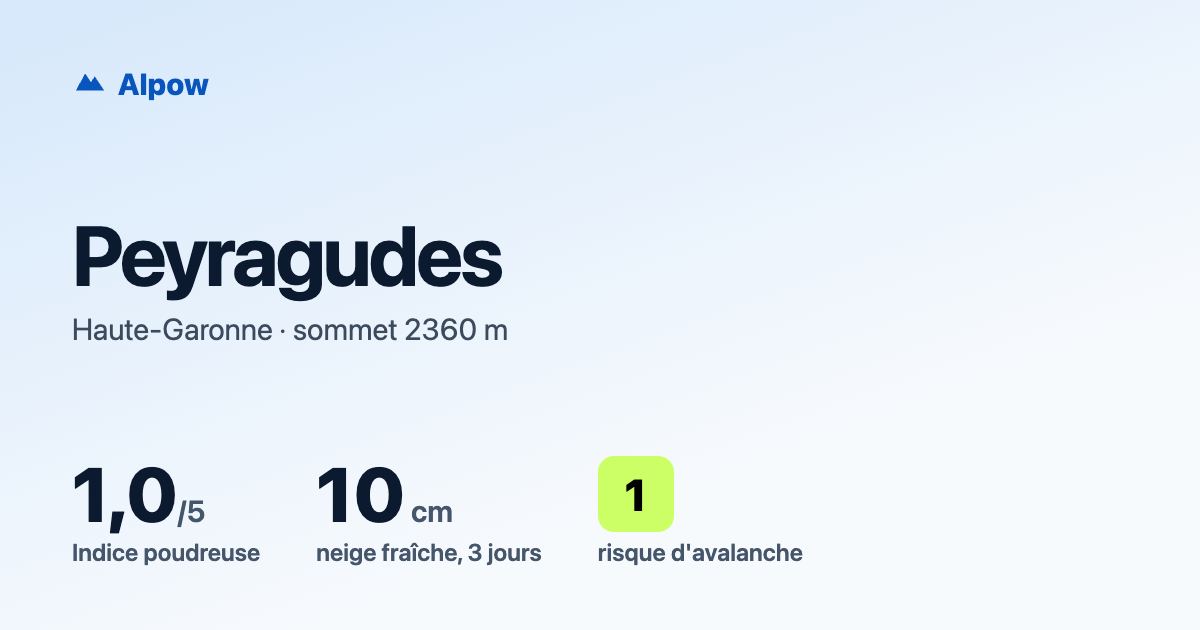 Alpow
Peyragudes
Haute-Garonne · sommet 2360 m
1,0/5
Indice poudreuse
10 cm
neige fraîche, 3 jours
1
risque d'avalanche